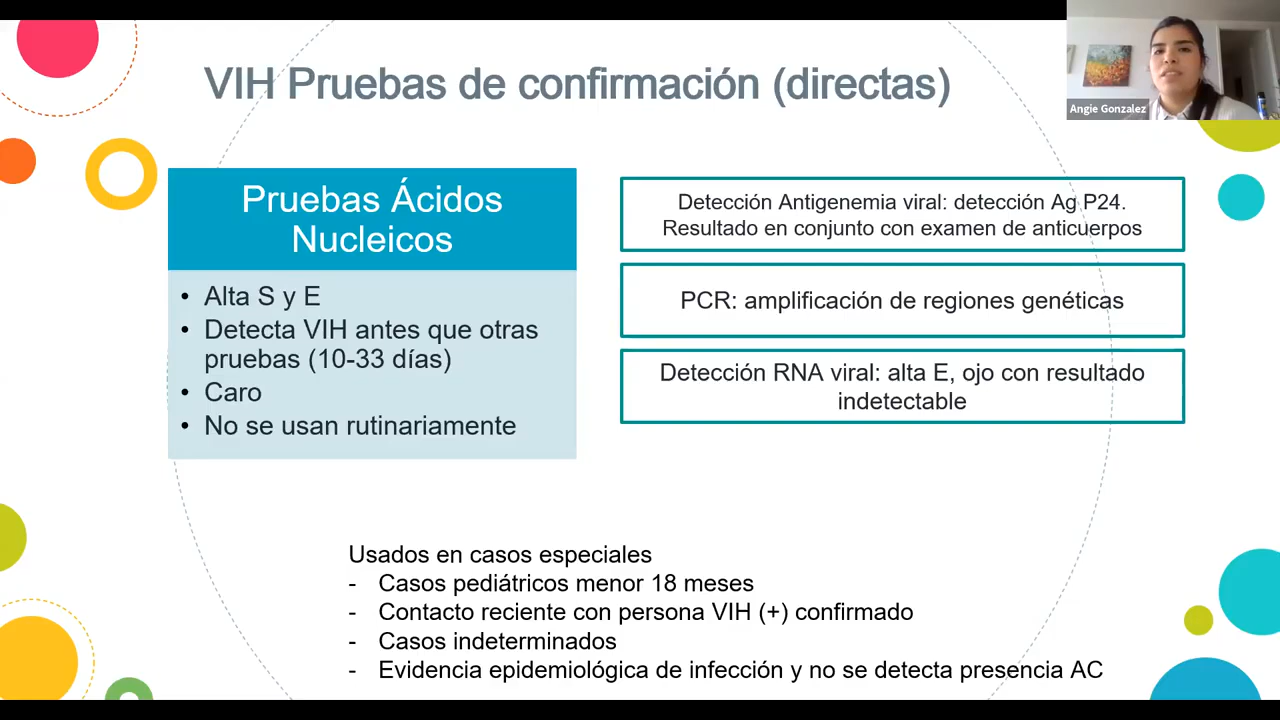 VIH Pruebas de confirmación (directas)
Angie Gonzalez
Pruebas Ácidos
Nucleicos
• Alta S y E
• Detecta VIH antes que otras
pruebas (10-33 días)
• Caro
• No se usan rutinariamente
Detección Antigenemia viral: detección Ag P24.
Resultado en conjunto con examen de anticuerpos
PCR: amplificación de regiones genéticas
Detección RNA viral: alta E, ojo con resultado
indetectable
Usados en casos especiales
- Casos pediátricos menor 18 meses
- Contacto reciente con persona VIH (+) confirmado
- Casos indeterminados
- Evidencia epidemiológica de infección y no se detecta presencia AC